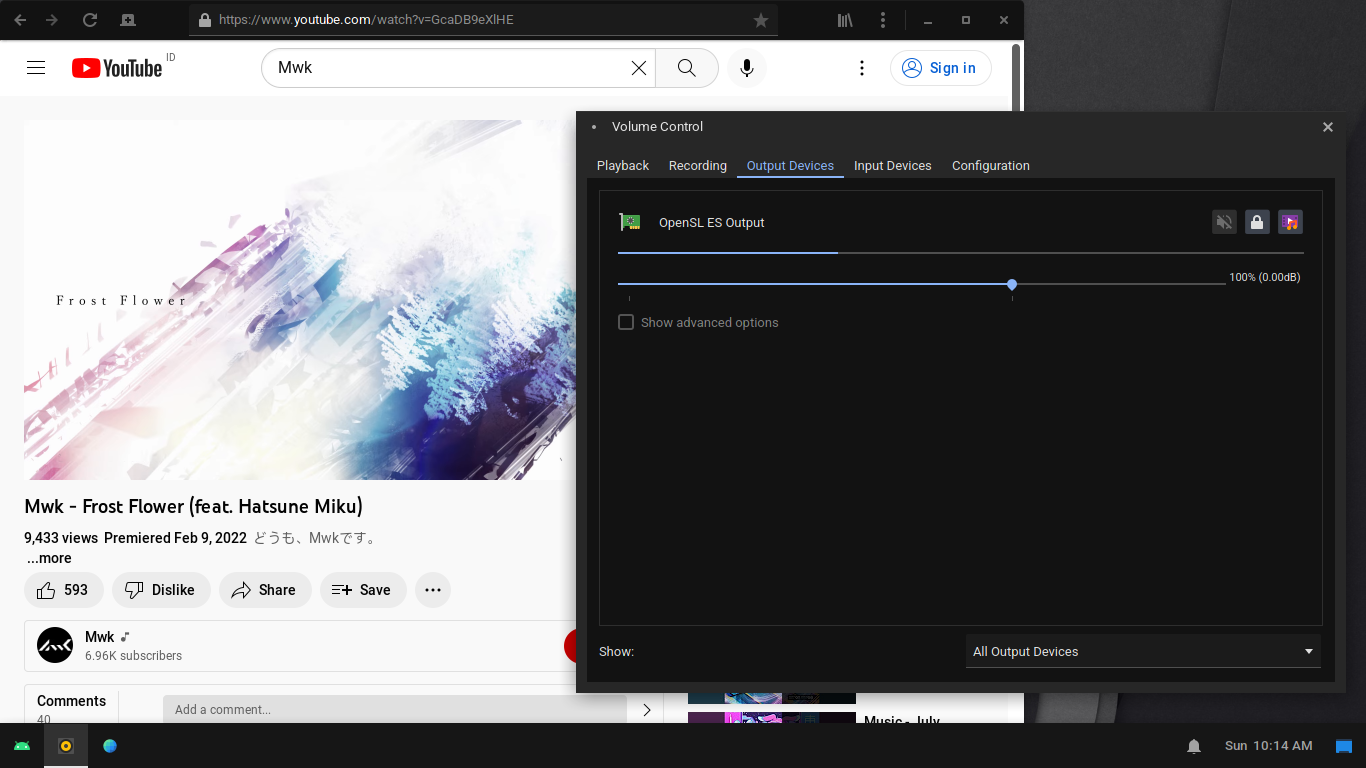 https://www.youtube.com/watch?v=GcaDB9eXlHE
YouTube ID
Mwk
Sign in
Volume Control
Playback Recording Output Devices Input Devices Configuration
OpenSL ES Output
100% (0.00dB)
Show advanced options
Show:
All Output Devices
Frost Flower
Mwk - Frost Flower (feat. Hatsune Miku)
9,433 views Premiered Feb 9, 2022 どうも、Mwkです。
...more
593 Dislike Share Save
Mwk
6.96K subscribers
Comments
40
Add a comment...
Music - July
Sun 10:14 AM